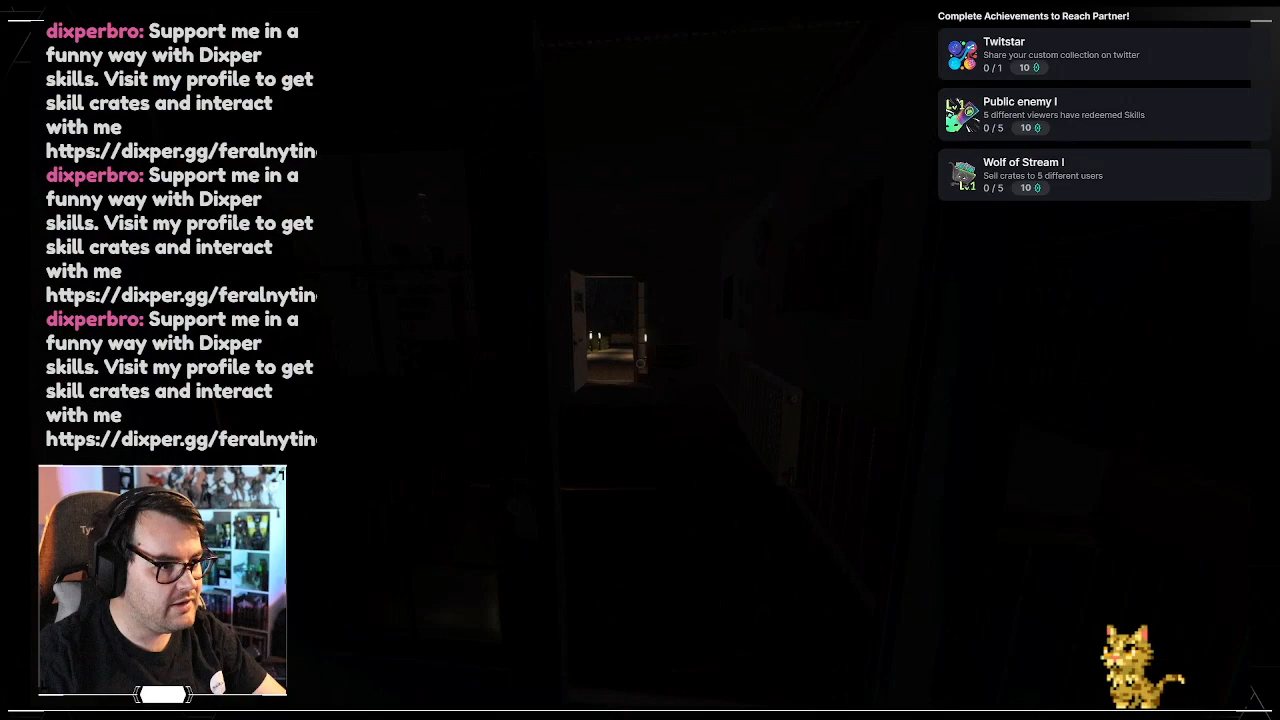 dixperbro: Support me in a
funny way with Dixper
skills. Visit my profile to get
skill crates and interact
with me
https://dixper.gg/feralnytin
dixperbro: Support me in a
funny way with Dixper
skills. Visit my profile to get
skill crates and interact
with me
https://dixper.gg/feralnytin
dixperbro: Support me in a
funny way with Dixper
skills. Visit my profile to get
skill crates and interact
with me
https://dixper.gg/feralnytin
Complete Achievements to Reach Partner!
Twitstar
Share your custom collection on twitter
0 / 1 10
Public enemy I
5 different viewers have redeemed Skills
0 / 5 10
Wolf of Stream I
Sell crates to 5 different users
0 / 5 10